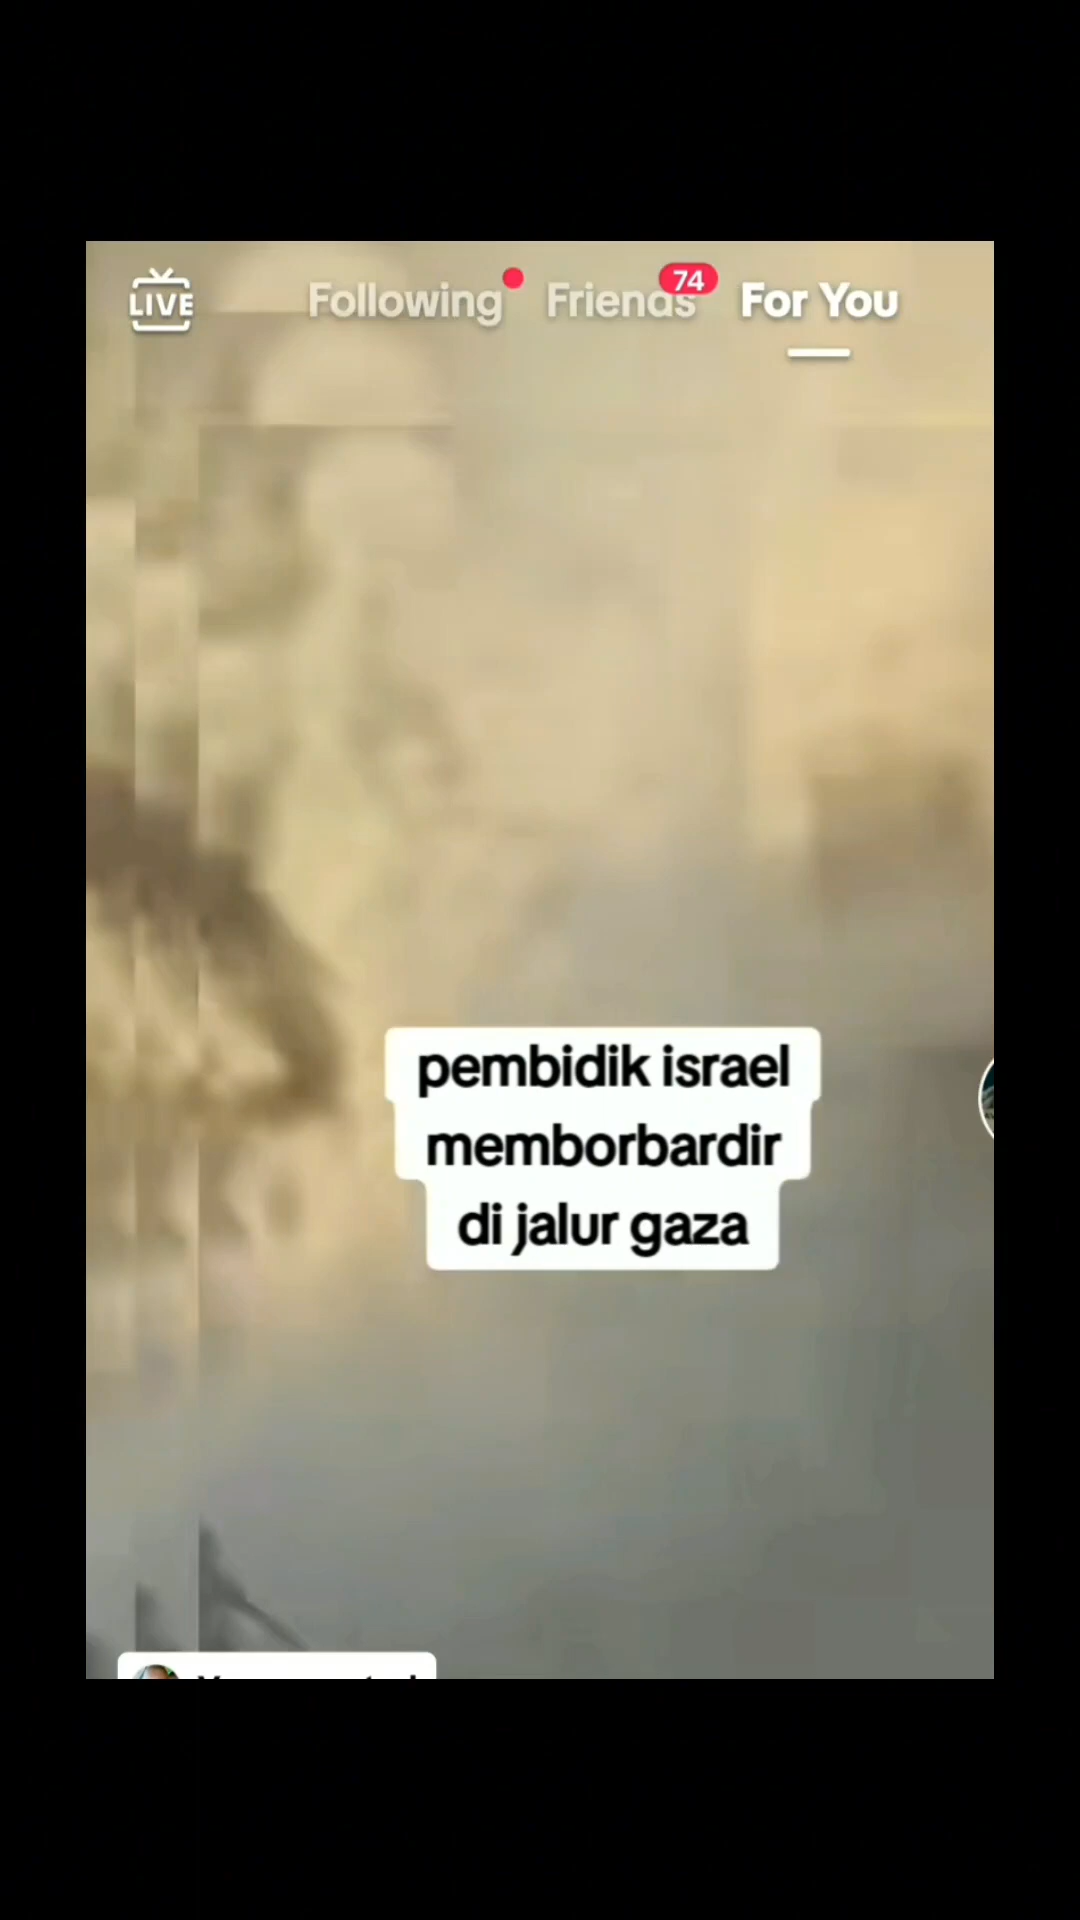 LIVE
Following
Friends
74
For You
pembidik israel
memborbardir
di jalur gaza